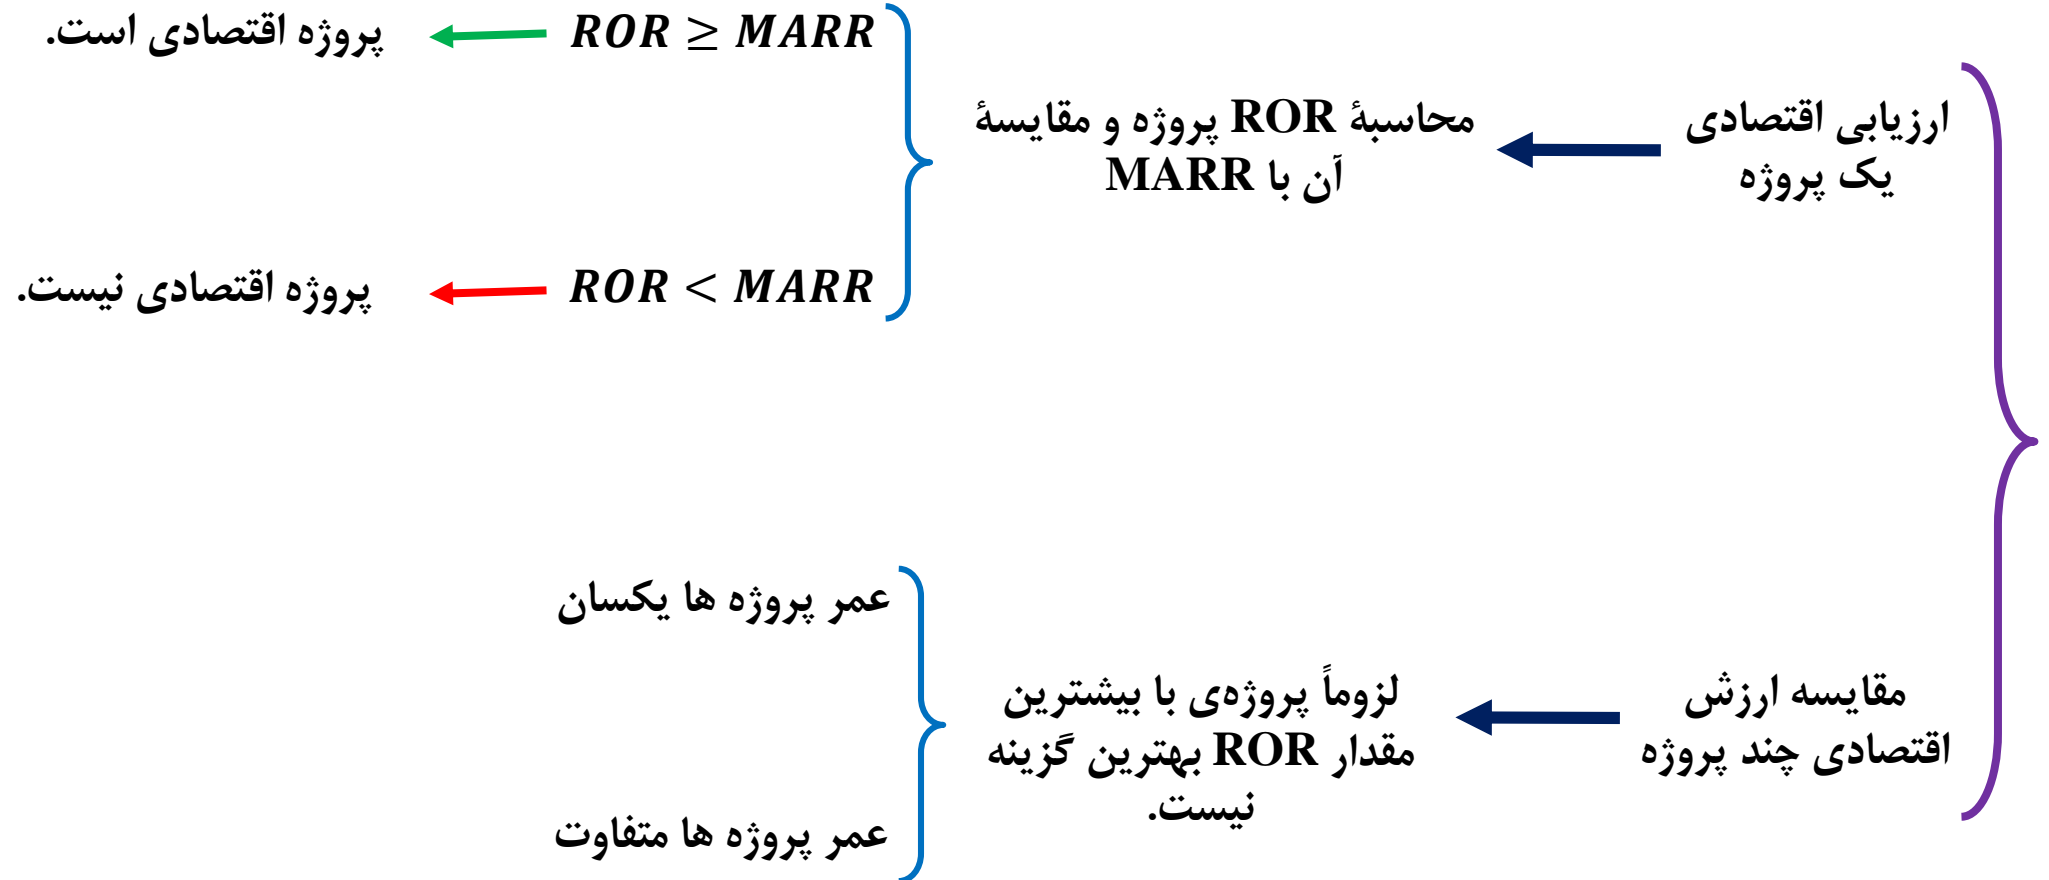 ارزیابی اقتصادی
یک پروژه
محاسبهٔ ROR پروژه و مقایسهٔ
آن با MARR
ROR ≥ MARR
پروژه اقتصادی است.
ROR < MARR
پروژه اقتصادی نیست.
مقایسه ارزش
اقتصادی چند پروژه
لزوماً پروژه‌ی با بیشترین
مقدار ROR بهترین گزینه
نیست.
عمر پروژه ها یکسان
عمر پروژه ها متفاوت